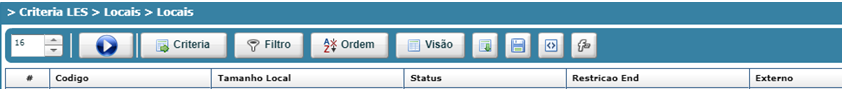 > Criteria LES > Locais > Locais
16 Criteria Filtro Ordem Visão
# Codigo Tamanho Local Status Restricao End Externo